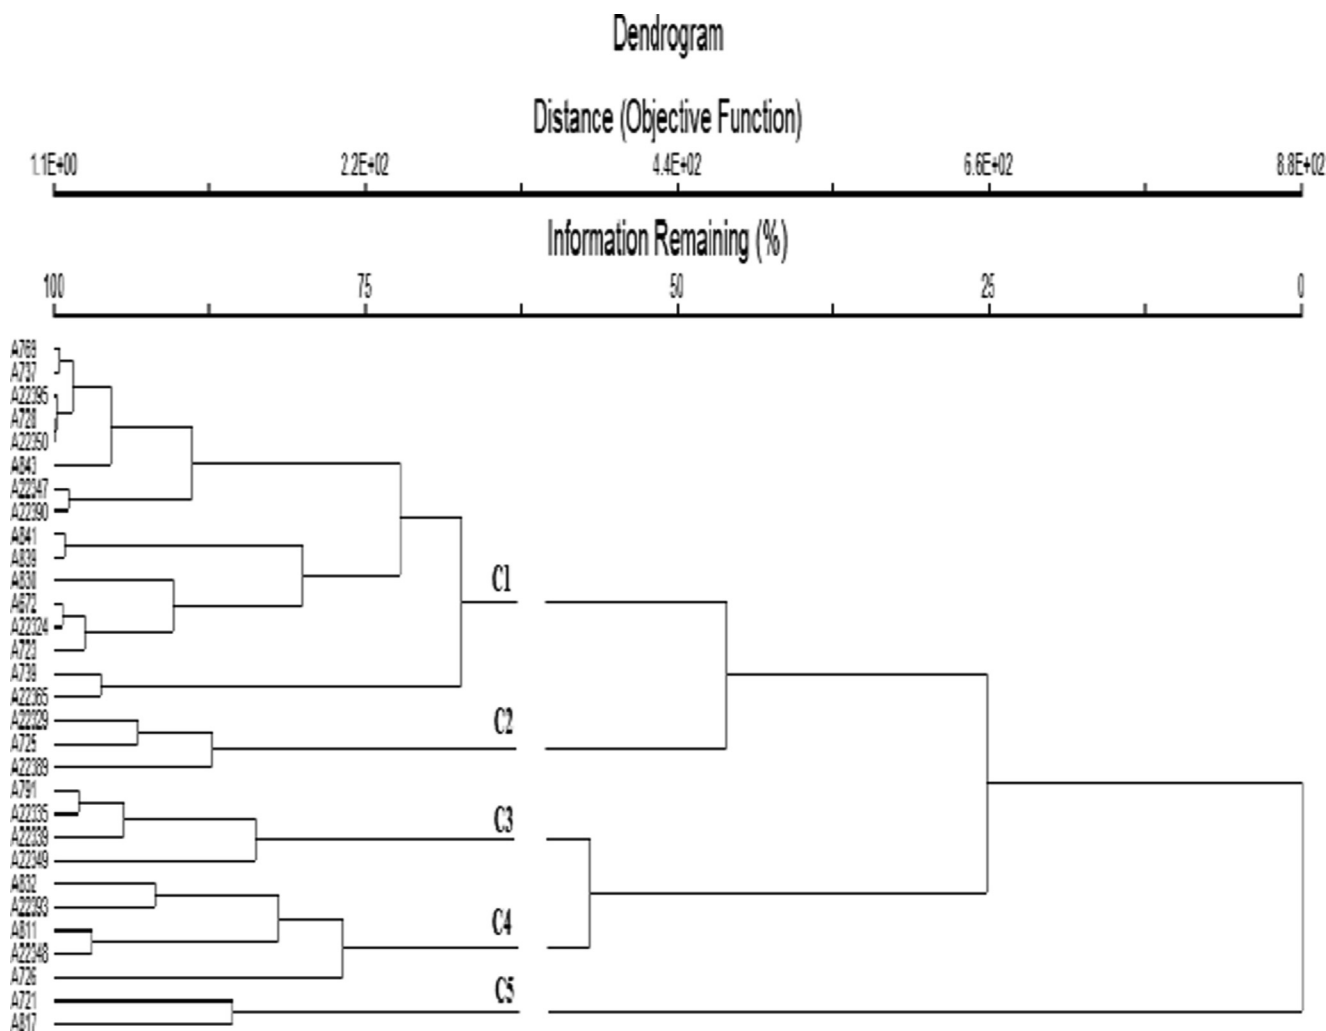 Dendrogram
Distance (Objective Function)
1.1E+00 2.2E+02 4.4E+02 6.6E+02 8.8E+02
Information Remaining (%)
100 75 50 25 0
A769
A737
A22395
A728
A22350
A843
A22347
A22390
A841
A839
C1
A830
A672
A22324
A723
A739
A22365
A22329
C2
A725
A22389
A791
A22335
C3
A22339
A22349
A832
A22393
A811
C4
A22348
A726
C5
A721
A817